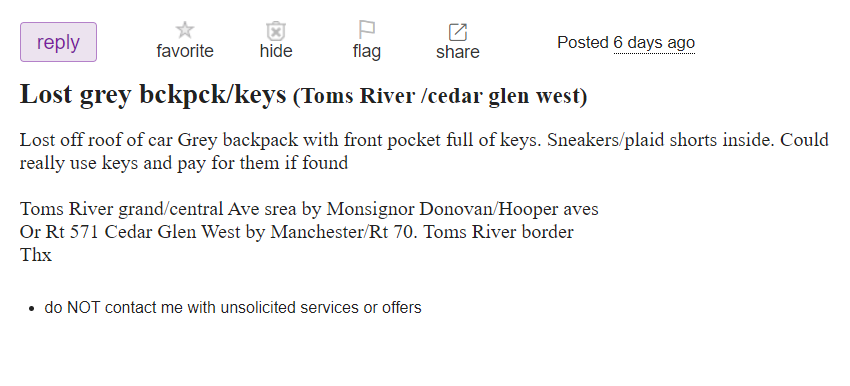 reply
favorite
hide
flag
share
Posted 6 days ago
Lost grey bckpck/keys (Toms River /cedar glen west)
Lost off roof of car Grey backpack with front pocket full of keys. Sneakers/plaid shorts inside. Could
really use keys and pay for them if found
Toms River grand/central Ave srea by Monsignor Donovan/Hooper aves
Or Rt 571 Cedar Glen West by Manchester/Rt 70. Toms River border
Thx
• do NOT contact me with unsolicited services or offers